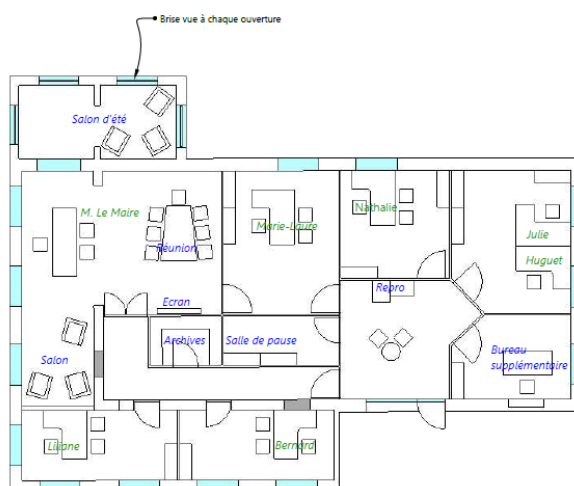 Brise vue à chaque ouverture
Salon d'été
M. Le Maire
Réunion
Marie-Laure
Nathalie
Julie
Huguet
Ecran
Repro
Archives
Salle de pause
Salon
Bureau
supplémentaire
Liliane
Bernard